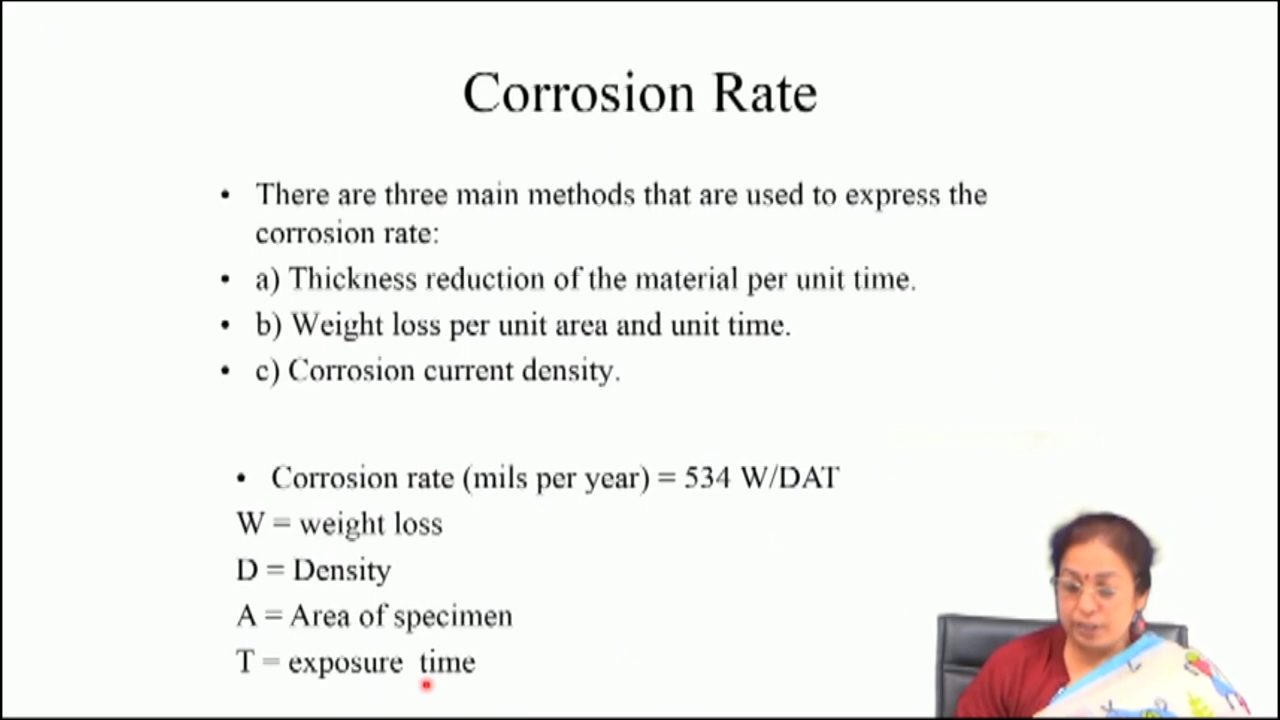 Corrosion Rate
• There are three main methods that are used to express the
corrosion rate:
• a) Thickness reduction of the material per unit time.
• b) Weight loss per unit area and unit time.
• c) Corrosion current density.
• Corrosion rate (mils per year) = 534 W/DAT
W = weight loss
D = Density
A = Area of specimen
T = exposure time